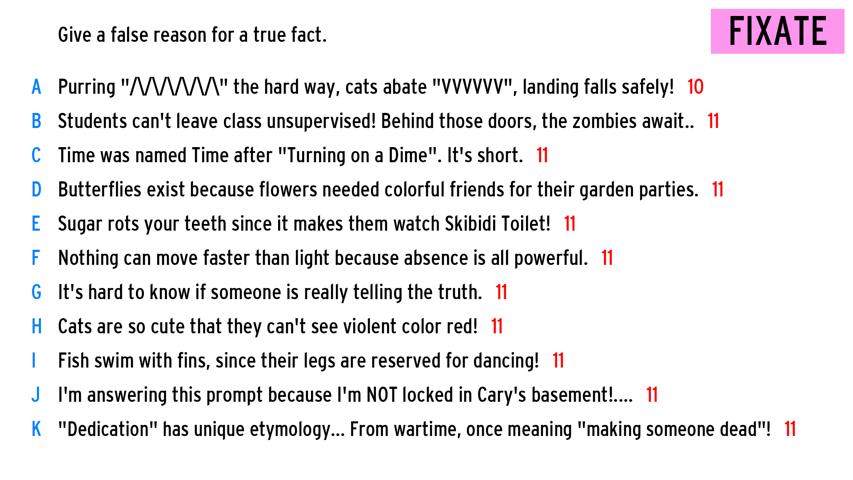 FIXATE
Give a false reason for a true fact.
A Purring "/\/\/\/\/\/\/\" the hard way, cats abate "VVVVVV", landing falls safely! 10
B Students can't leave class unsupervised! Behind those doors, the zombies await.. 11
C Time was named Time after "Turning on a Dime". It's short. 11
D Butterflies exist because flowers needed colorful friends for their garden parties. 11
E Sugar rots your teeth since it makes them watch Skibidi Toilet! 11
F Nothing can move faster than light because absence is all powerful. 11
G It's hard to know if someone is really telling the truth. 11
H Cats are so cute that they can't see violent color red! 11
I Fish swim with fins, since their legs are reserved for dancing! 11
J I'm answering this prompt because I'm NOT locked in Cary's basement!.... 11
K "Dedication" has unique etymology... From wartime, once meaning "making someone dead"! 11